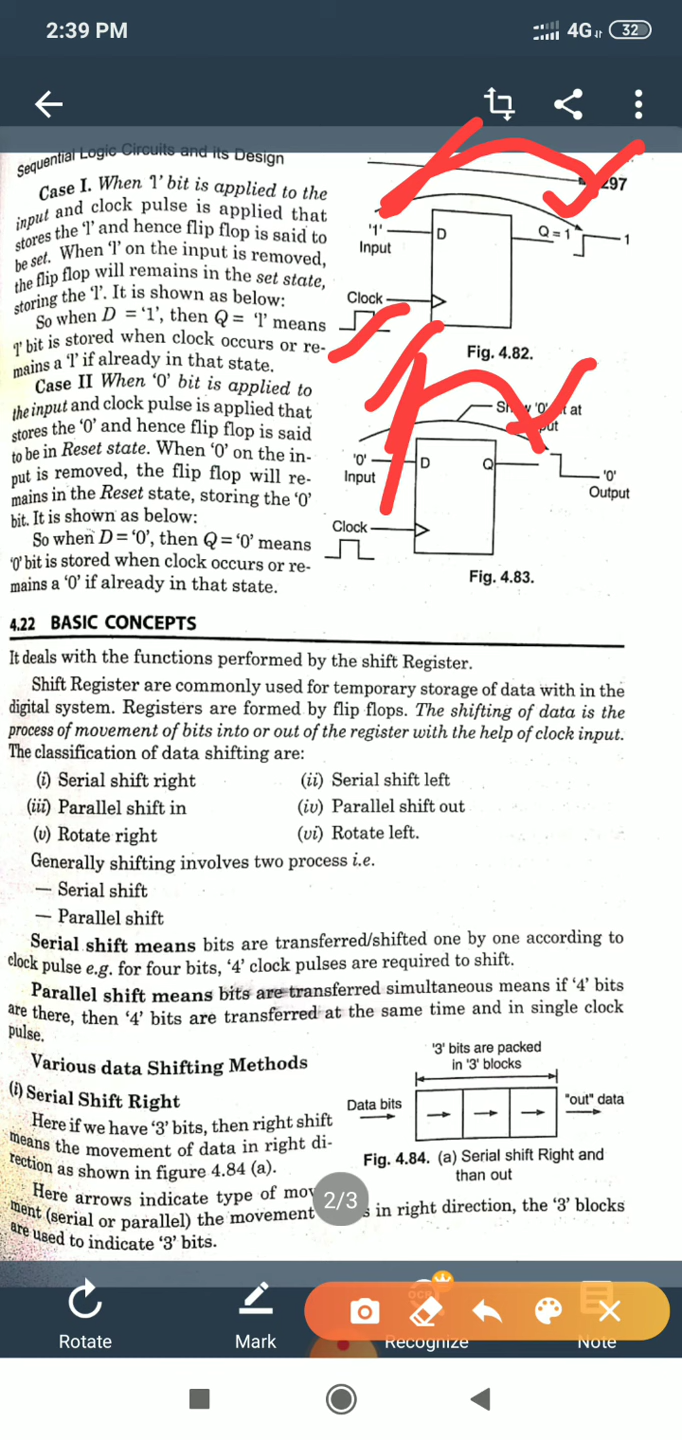 2:39 PM
4G 32
Sequential Logic Circuits and its Design
297
Case I. When '1' bit is applied to the
input and clock pulse is applied that
stores the '1' and hence flip flop is said to
be set. When '1' on the input is removed,
the flip flop will remains in the set state,
storing the '1'. It is shown as below:
So when D = '1', then Q = '1' means
'1' bit is stored when clock occurs or re-
mains a '1' if already in that state.
'1'
Input
D
Q = 1
1
Clock
Fig. 4.82.
Case II When '0' bit is applied to
the input and clock pulse is applied that
stores the '0' and hence flip flop is said
to be in Reset state. When '0' on the in-
put is removed, the flip flop will re-
mains in the Reset state, storing the '0'
bit. It is shown as below:
So when D = '0', then Q = '0' means
'0' bit is stored when clock occurs or re-
mains a '0' if already in that state.
'0' at
'0'
Input
D
Q
'0'
Output
Clock
Fig. 4.83.
4.22 BASIC CONCEPTS
It deals with the functions performed by the shift Register.
Shift Register are commonly used for temporary storage of data with in the
digital system. Registers are formed by flip flops. The shifting of data is the
process of movement of bits into or out of the register with the help of clock input.
The classification of data shifting are:
(i) Serial shift right (ii) Serial shift left
(iii) Parallel shift in (iv) Parallel shift out
(v) Rotate right (vi) Rotate left.
Generally shifting involves two process i.e.
— Serial shift
— Parallel shift
Serial shift means bits are transferred/shifted one by one according to
clock pulse e.g. for four bits, '4' clock pulses are required to shift.
Parallel shift means bits are transferred simultaneous means if '4' bits
are there, then '4' bits are transferred at the same time and in single clock
pulse.
Various data Shifting Methods
(i) Serial Shift Right
Here if we have '3' bits, then right shift
means the movement of data in right di-
rection as shown in figure 4.84 (a).
'3' bits are packed
in '3' blocks
Data bits
"out" data
Fig. 4.84. (a) Serial shift Right and
than out
Here arrows indicate type of mov
ment (serial or parallel) the movement s in right direction, the '3' blocks
are used to indicate '3' bits.
2/3
Rotate
Mark
OCR
Recognize
Note